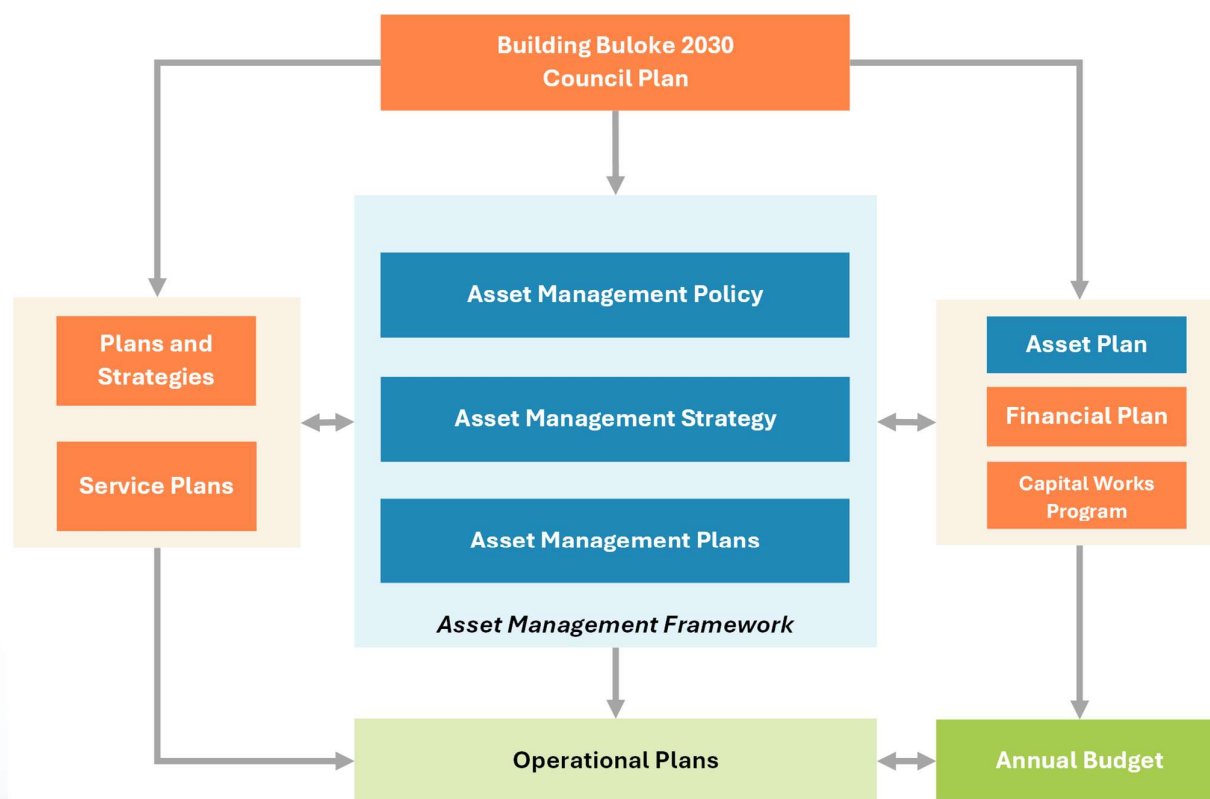 Building Buloke 2030
Council Plan
Plans and
Strategies
Service Plans
Asset Management Policy
Asset Management Strategy
Asset Management Plans
Asset Management Framework
Asset Plan
Financial Plan
Capital Works
Program
Operational Plans
Annual Budget